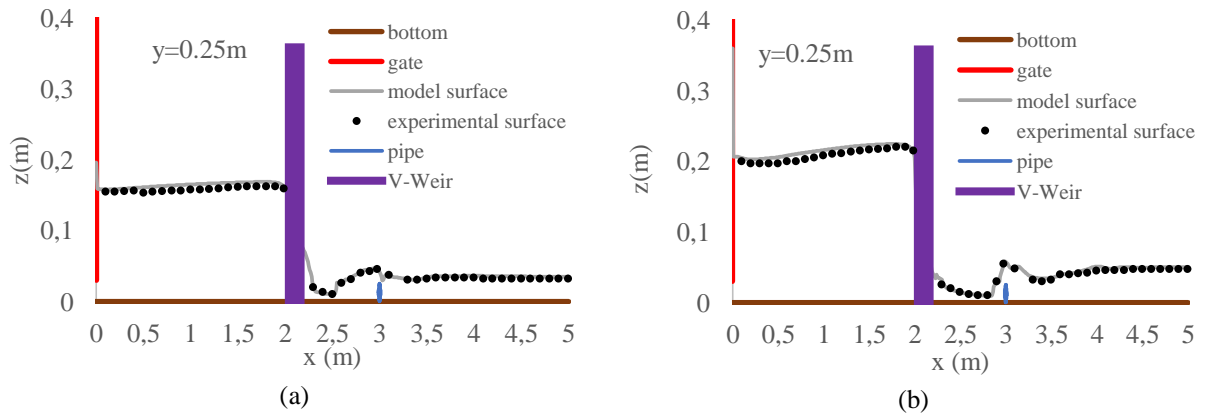 0,4
0,3
0,2
0,1
0
z(m)
y=0.25m
bottom
gate
model surface
experimental surface
pipe
V-Weir
0 0,5 1 1,5 2 2,5 3 3,5 4 4,5 5
x (m)
(a)
0,4
0,3
0,2
0,1
0
z(m)
y=0.25m
bottom
gate
model surface
experimental surface
pipe
V-Weir
0 0,5 1 1,5 2 2,5 3 3,5 4 4,5 5
x (m)
(b)